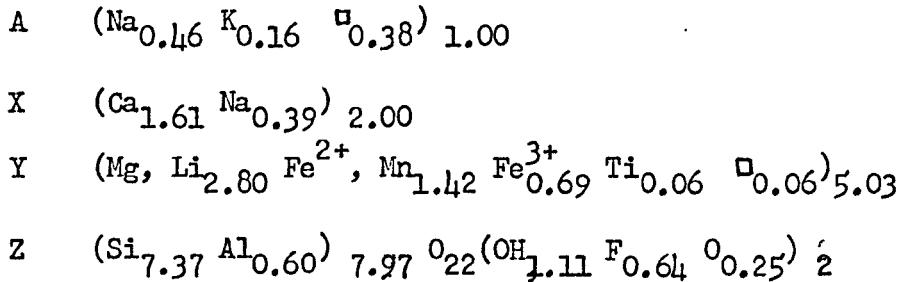 A (Na0.46 K0.16 □0.38) 1.00
X (Ca1.61 Na0.39) 2.00
Y (Mg, Li2.80 Fe2+, Mn1.42 Fe3+0.69 Ti0.06 □0.06)5.03
Z (Si7.37 Al0.60) 7.97 O22(OH1.11 F0.64 O0.25) 2